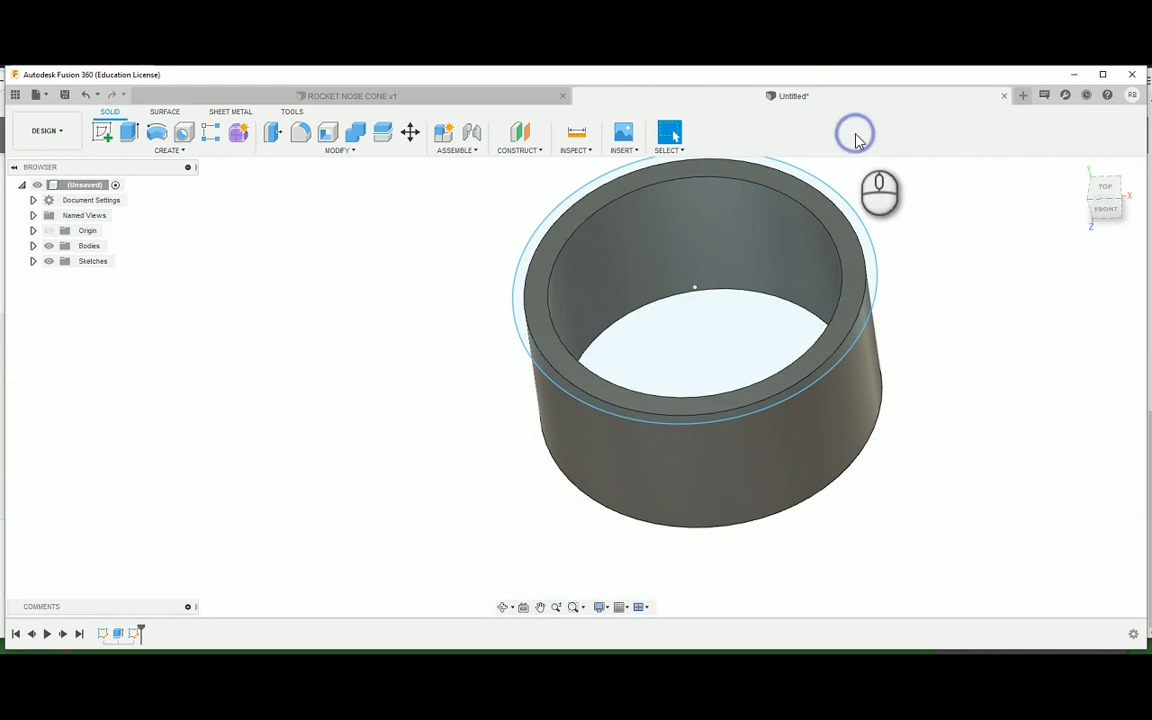 Autodesk Fusion 360 (Education License)
ROCKET NOSE CONE v1
Untitled*
RB
DESIGN
SOLID
SURFACE
SHEET METAL
TOOLS
CREATE
MODIFY
ASSEMBLE
CONSTRUCT
INSPECT
INSERT
SELECT
BROWSER
(Unsaved)
Document Settings
Named Views
Origin
Bodies
Sketches
Y
TOP
X
FRONT
Z
COMMENTS